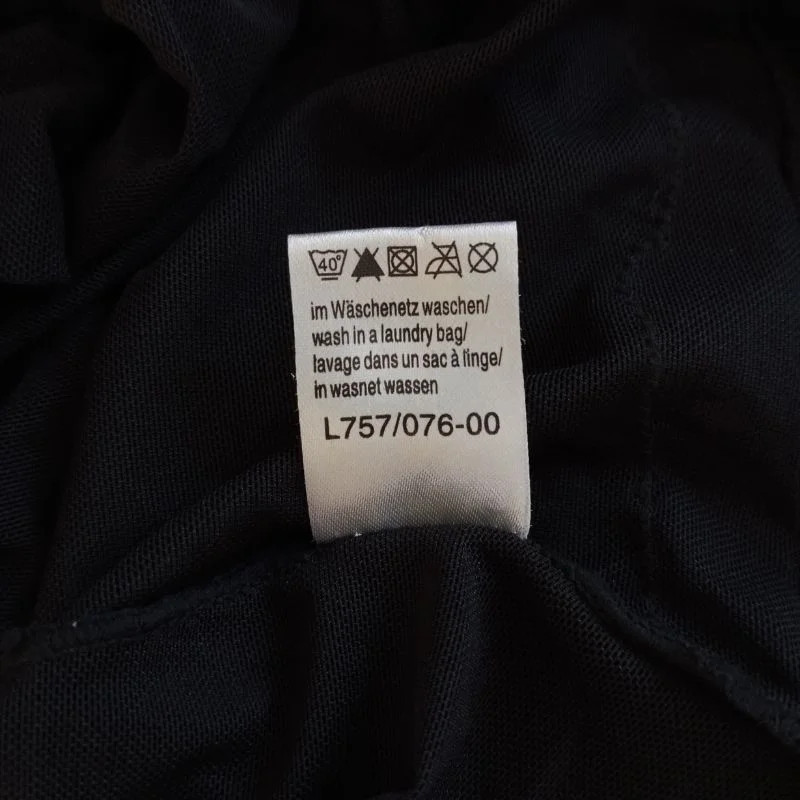 40°
im Wäschenetz waschen/
wash in a laundry bag/
lavage dans un sac à linge/
in wasnet wassen
L757/076-00